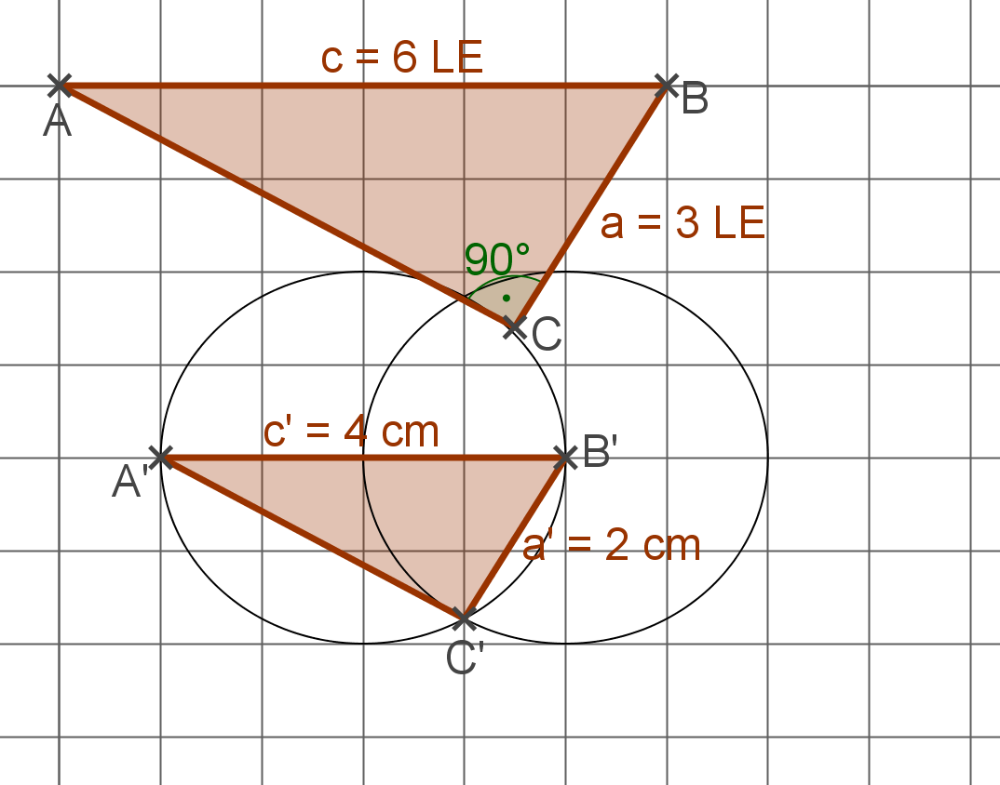 c = 6 LE
A
B
a = 3 LE
90°
C
c' = 4 cm
A'
B'
a' = 2 cm
C'